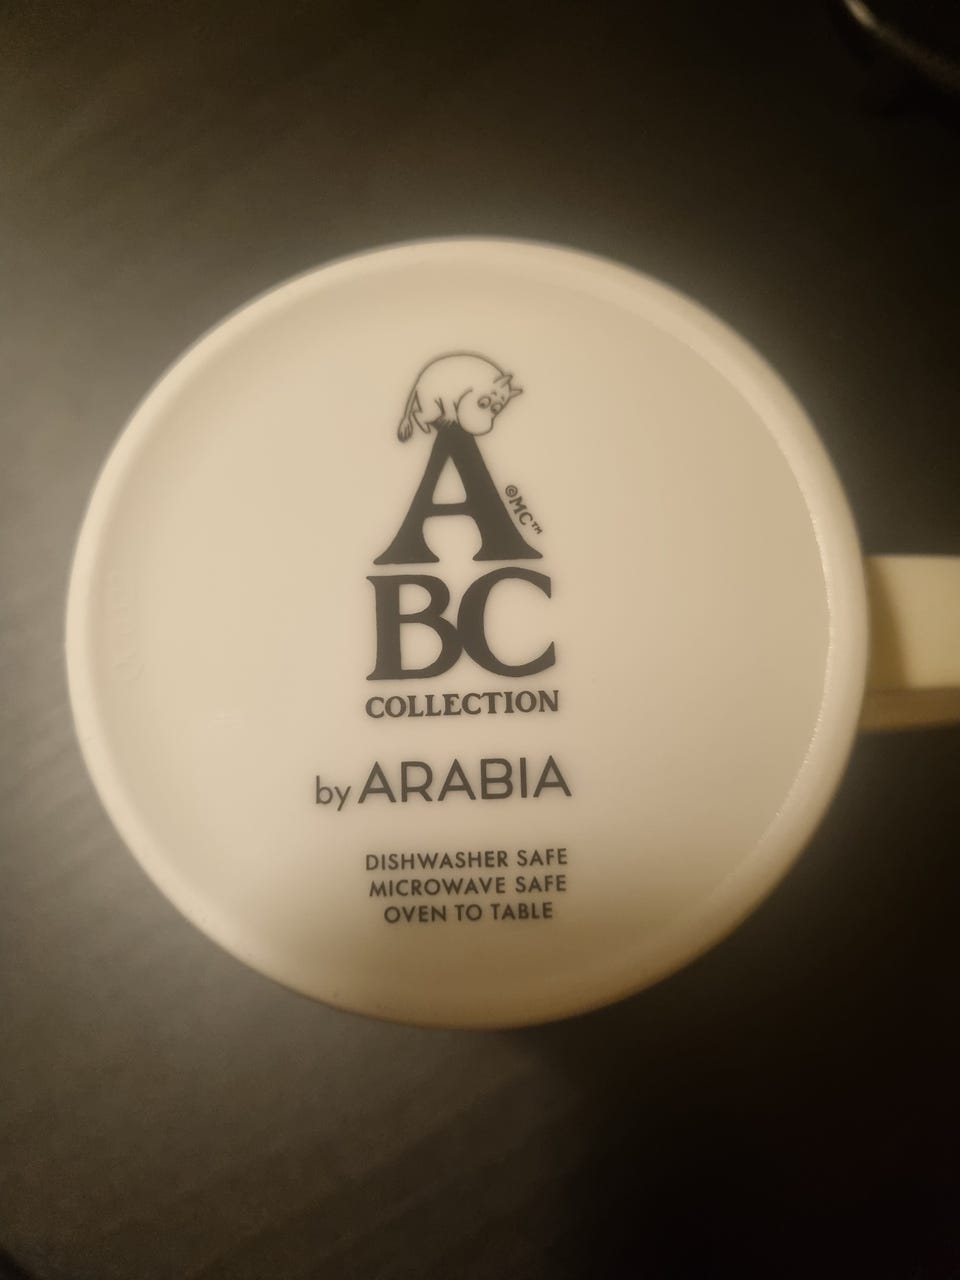 A
©MC™
BC
COLLECTION
by ARABIA
DISHWASHER SAFE
MICROWAVE SAFE
OVEN TO TABLE